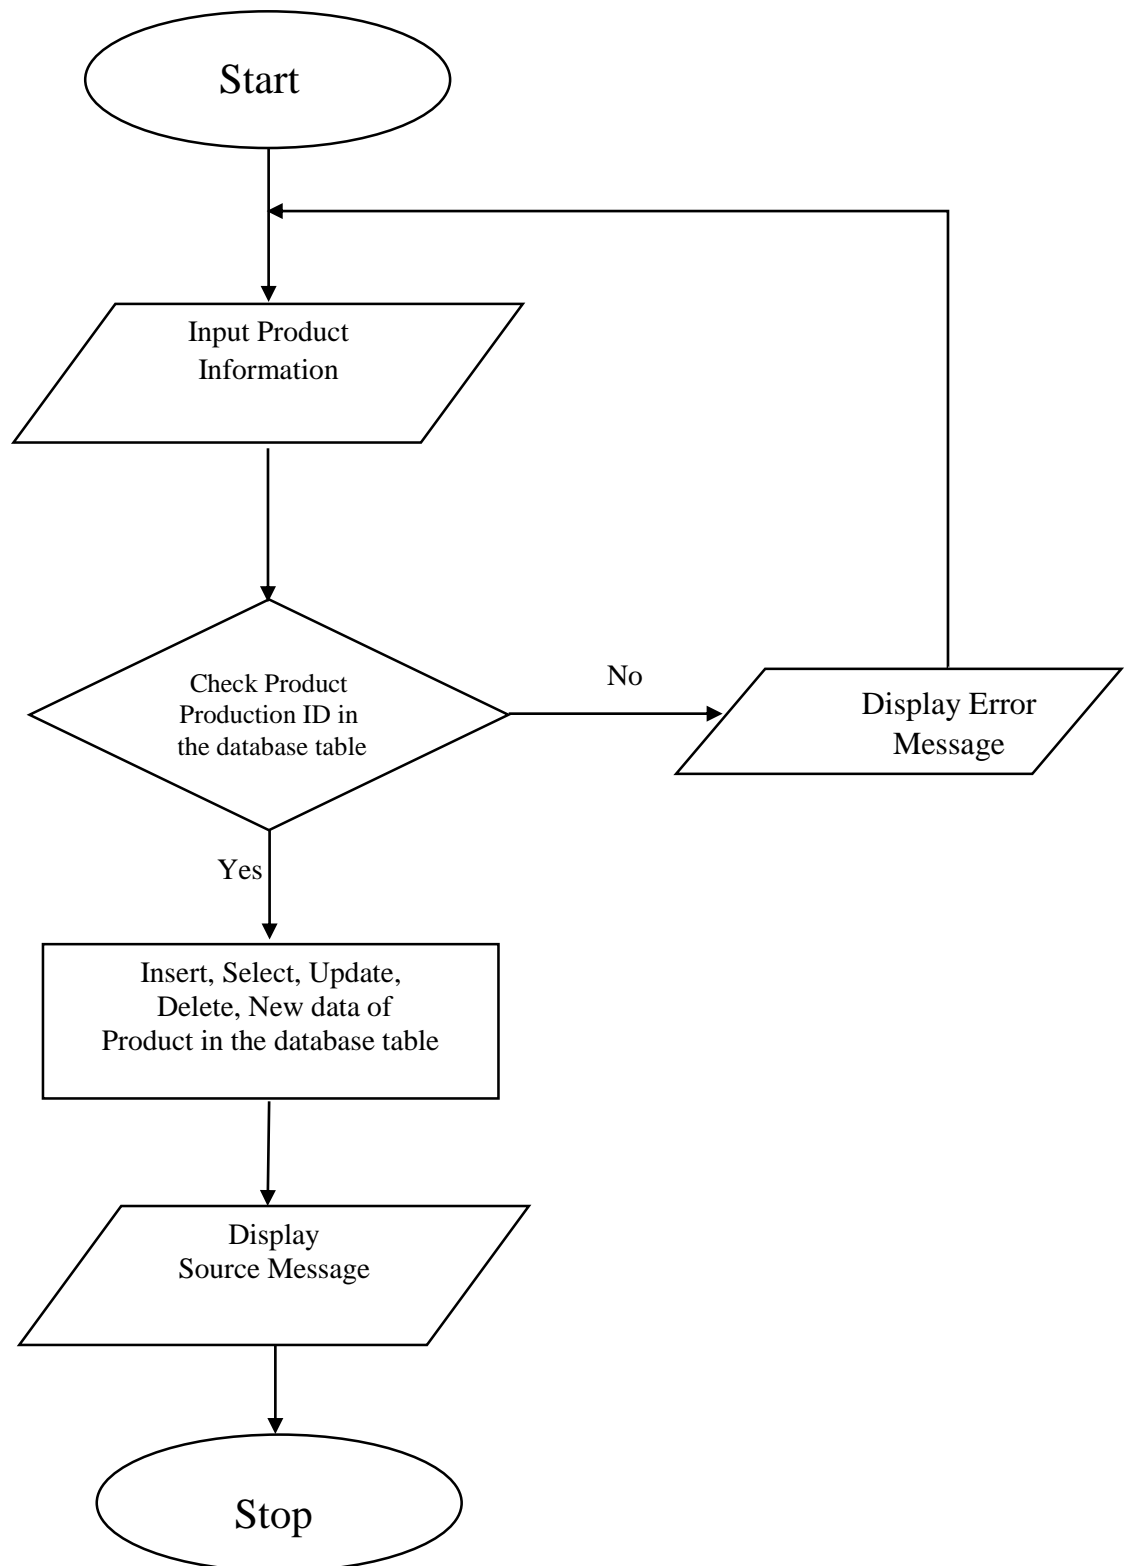 Start
Input Product
Information
Check Product
Production ID in
the database table
No
Display Error
Message
Yes
Insert, Select, Update,
Delete, New data of
Product in the database table
Display
Source Message
Stop